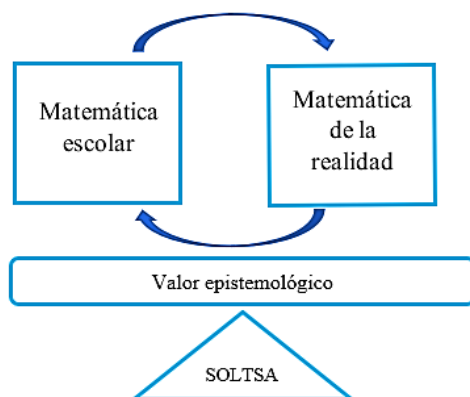 Matemática
escolar
Matemática
de la
realidad
Valor epistemológico
SOLTSA